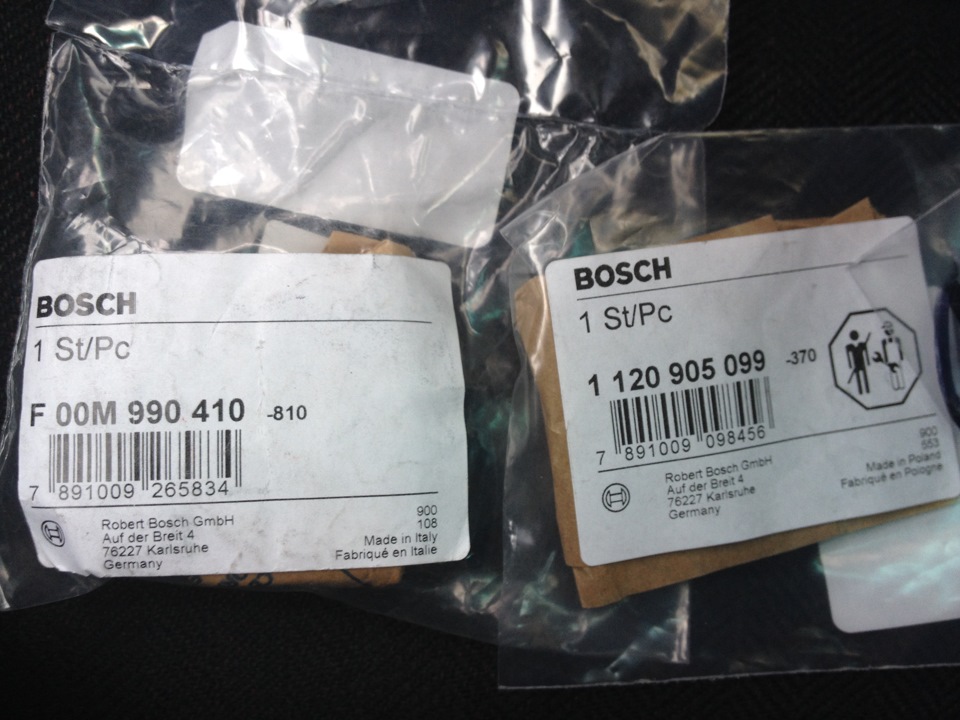 BOSCH
1 St/Pc
F 00M 990 410 -810
7 891009 265834
Robert Bosch GmbH
Auf der Breit 4
76227 Karlsruhe
Germany
900
108
Made in Italy
Fabriqué en Italie
BOSCH
1 St/Pc
1 120 905 099 -370
7 891009 098456
Robert Bosch GmbH
Auf der Breit 4
76227 Karlsruhe
Germany
900
553
Made in Poland
Fabriqué en Pologne